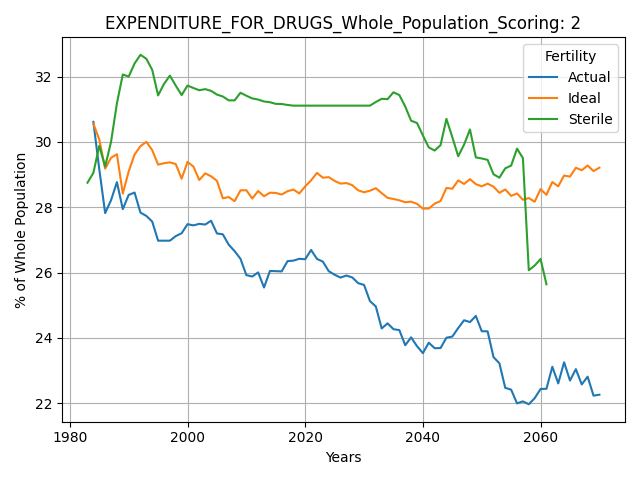 EXPENDITURE_FOR_DRUGS_Whole_Population_Scoring: 2
Fertility
Actual
Ideal
Sterile
% of Whole Population
32
30
28
26
24
22
1980
2000
2020
2040
2060
Years